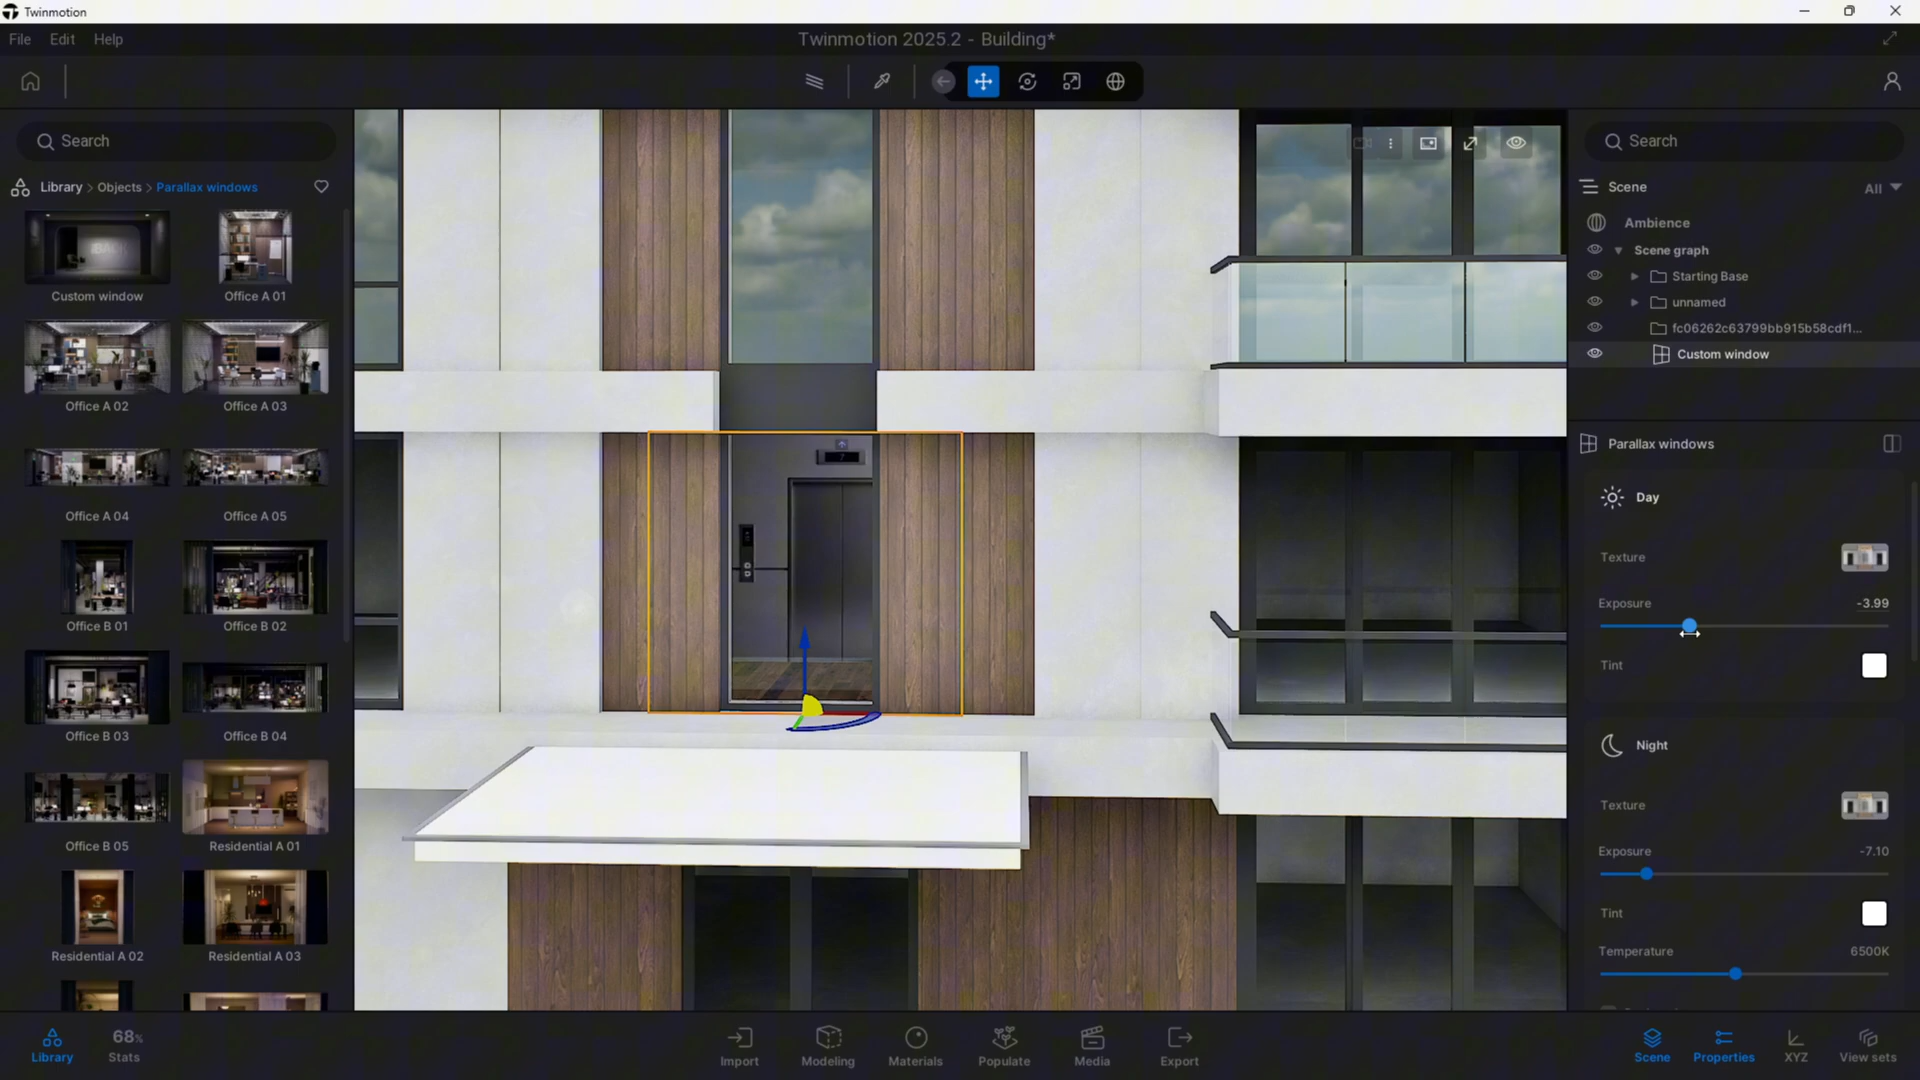 Twinmotion
File Edit Help
Twinmotion 2025.2 - Building*
Search
Library > Objects > Parallax windows
Custom window
Office A 01
Office A 02
Office A 03
Office A 04
Office A 05
Office B 01
Office B 02
Office B 03
Office B 04
Office B 05
Residential A 01
Residential A 02
Residential A 03
7
Search
Scene
All
Ambience
Scene graph
Starting Base
unnamed
fc06262c63799bb915b58cdf1...
Custom window
Parallax windows
Day
Texture
Exposure -3.99
Tint
Night
Texture
Exposure -7.10
Tint
Temperature 6500K
Library
68%
Stats
Import
Modeling
Materials
Populate
Media
Export
Scene
Properties
XYZ
View sets